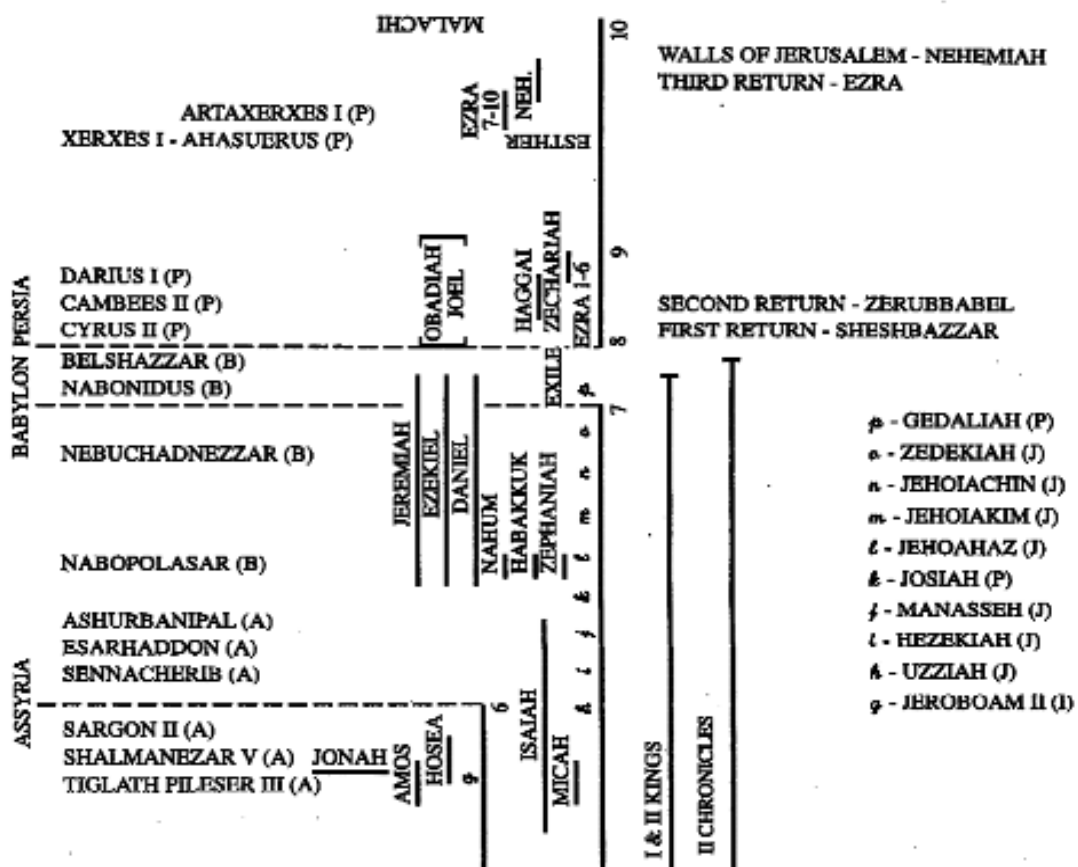 MALACHI
10
WALLS OF JERUSALEM - NEHEMIAH
THIRD RETURN - EZRA
EZRA
7-10
NEH.
ARTAXERXES I (P)
XERXES I - AHASUERUS (P)
ESTHER
PERSIA
DARIUS I (P)
CAMBEES II (P)
CYRUS II (P)
OBADIAH
JOEL
HAGGAI
ZECHARIAH
EZRA 1-6
9
8
SECOND RETURN - ZERUBBABEL
FIRST RETURN - SHESHBAZZAR
BABYLON
BELSHAZZAR (B)
NABONIDUS (B)
EXILE
p
7
NEBUCHADNEZZAR (B)
NABOPOLASAR (B)
JEREMIAH
EZEKIEL
DANIEL
NAHUM
HABAKKUK
ZEPHANIAH
o
n
m
l
k
j
i
h
p - GEDALIAH (P)
o - ZEDEKIAH (J)
n - JEHOIACHIN (J)
m - JEHOIAKIM (J)
l - JEHOAHAZ (J)
k - JOSIAH (P)
j - MANASSEH (J)
i - HEZEKIAH (J)
h - UZZIAH (J)
g - JEROBOAM II (I)
ASSYRIA
ASHURBANIPAL (A)
ESARHADDON (A)
SENNACHERIB (A)
6
SARGON II (A)
SHALMANEZAR V (A)
TIGLATH PILESER III (A)
JONAH
AMOS
HOSEA
g
ISAIAH
MICAH
I & II KINGS
II CHRONICLES